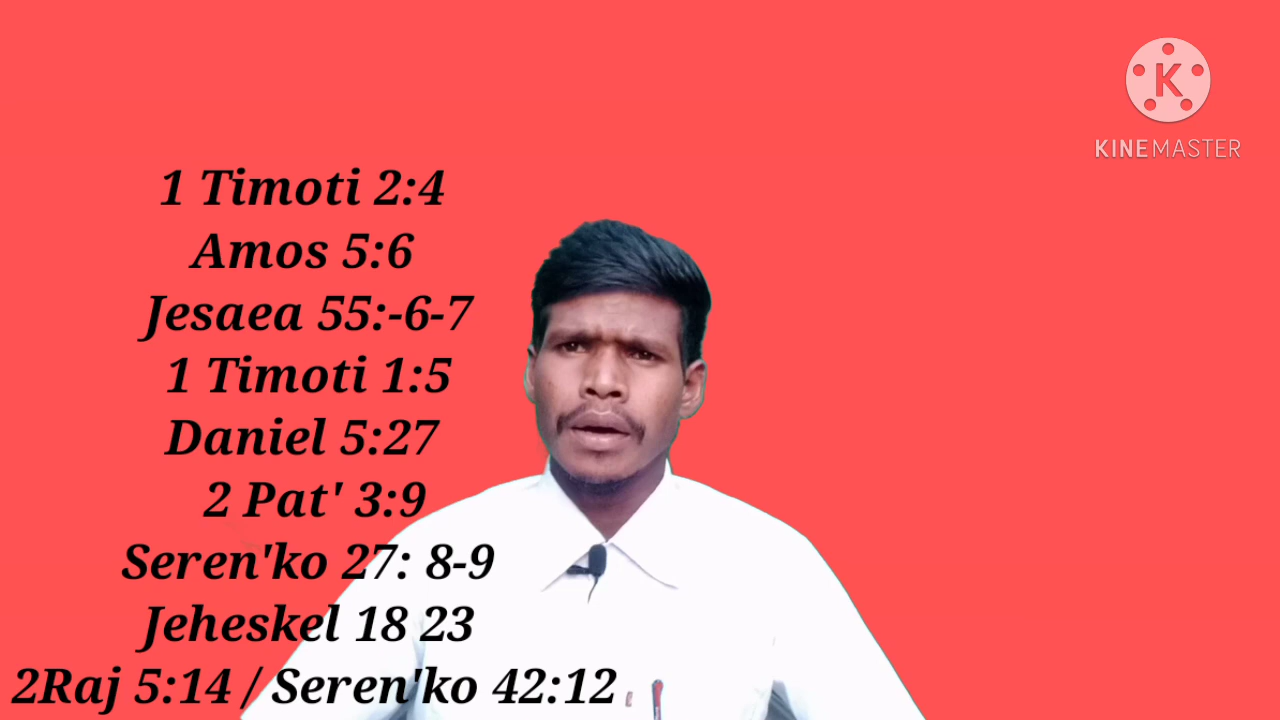 KINEMASTER
1 Timoti 2:4
Amos 5:6
Jesaea 55:-6-7
1 Timoti 1:5
Daniel 5:27
2 Pat' 3:9
Seren'ko 27: 8-9
Jeheskel 18 23
2Raj 5:14 / Seren'ko 42:12